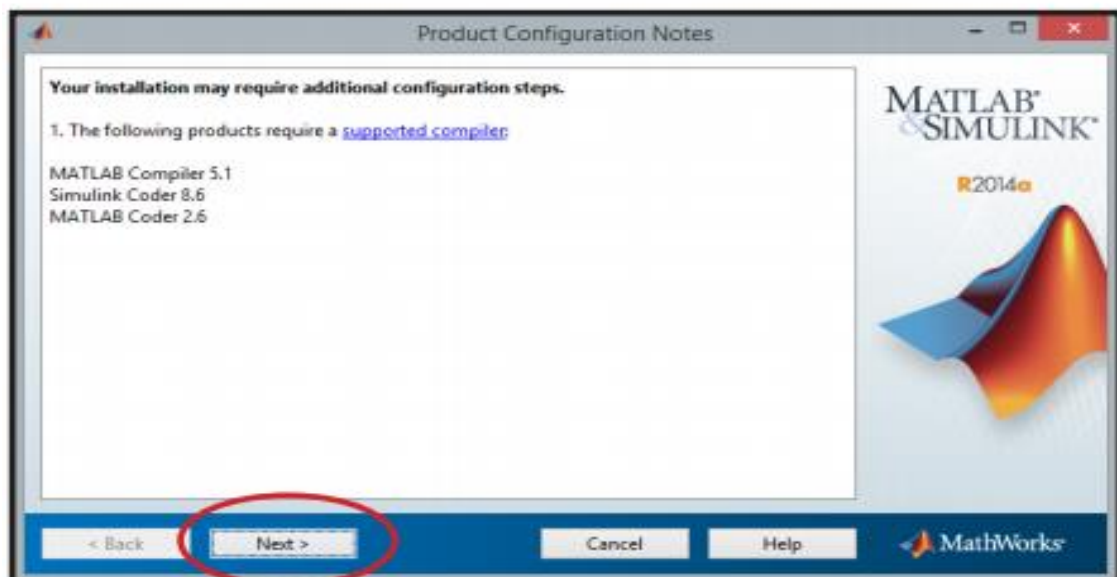 Product Configuration Notes
Your installation may require additional configuration steps.
1. The following products require a supported compiler:
MATLAB Compiler 5.1
Simulink Coder 8.6
MATLAB Coder 2.6
MATLAB®
&SIMULINK®
R2014a
< Back
Next >
Cancel
Help
MathWorks®